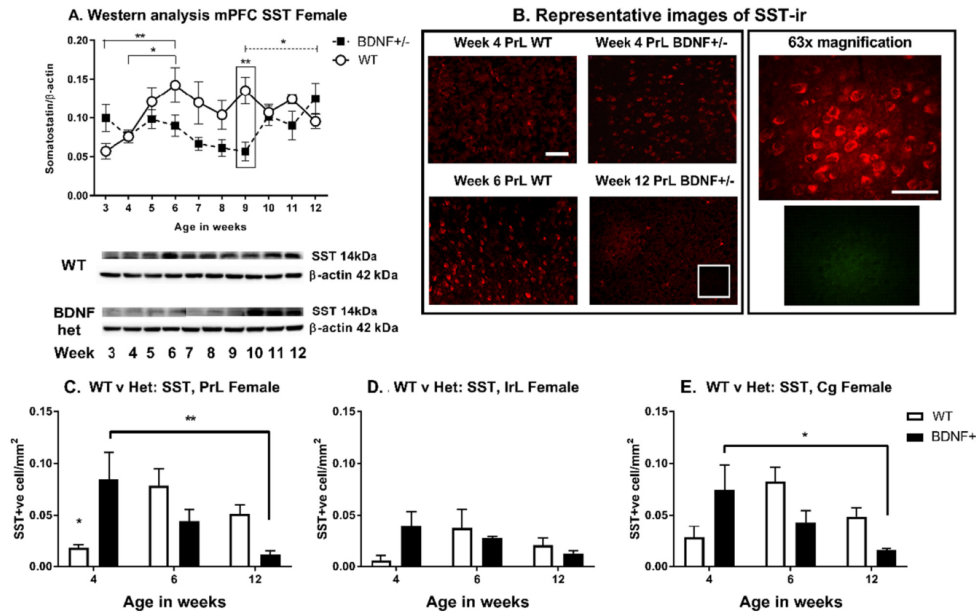 A. Western analysis mPFC SST Female
BDNF+/-
WT
**
*
*
**
Somatostatin/β-actin
0.20
0.15
0.10
0.05
0.00
3 4 5 6 7 8 9 10 11 12
Age in weeks
WT
SST 14kDa
β-actin 42 kDa
BDNF
het
SST 14kDa
β-actin 42 kDa
Week 3 4 5 6 7 8 9 10 11 12
B. Representative images of SST-ir
Week 4 PrL WT
Week 4 PrL BDNF+/-
Week 6 PrL WT
Week 12 PrL BDNF+/-
63x magnification
C. WT v Het: SST, PrL Female
SST+ve cell/mm²
0.15
0.10
0.05
0.00
**
*
4 6 12
Age in weeks
D. WT v Het: SST, IrL Female
SST+ve cell/mm²
0.15
0.10
0.05
0.00
4 6 12
Age in weeks
E. WT v Het: SST, Cg Female
SST+ve cell/mm²
0.15
0.10
0.05
0.00
*
4 6 12
Age in weeks
WT
BDNF+